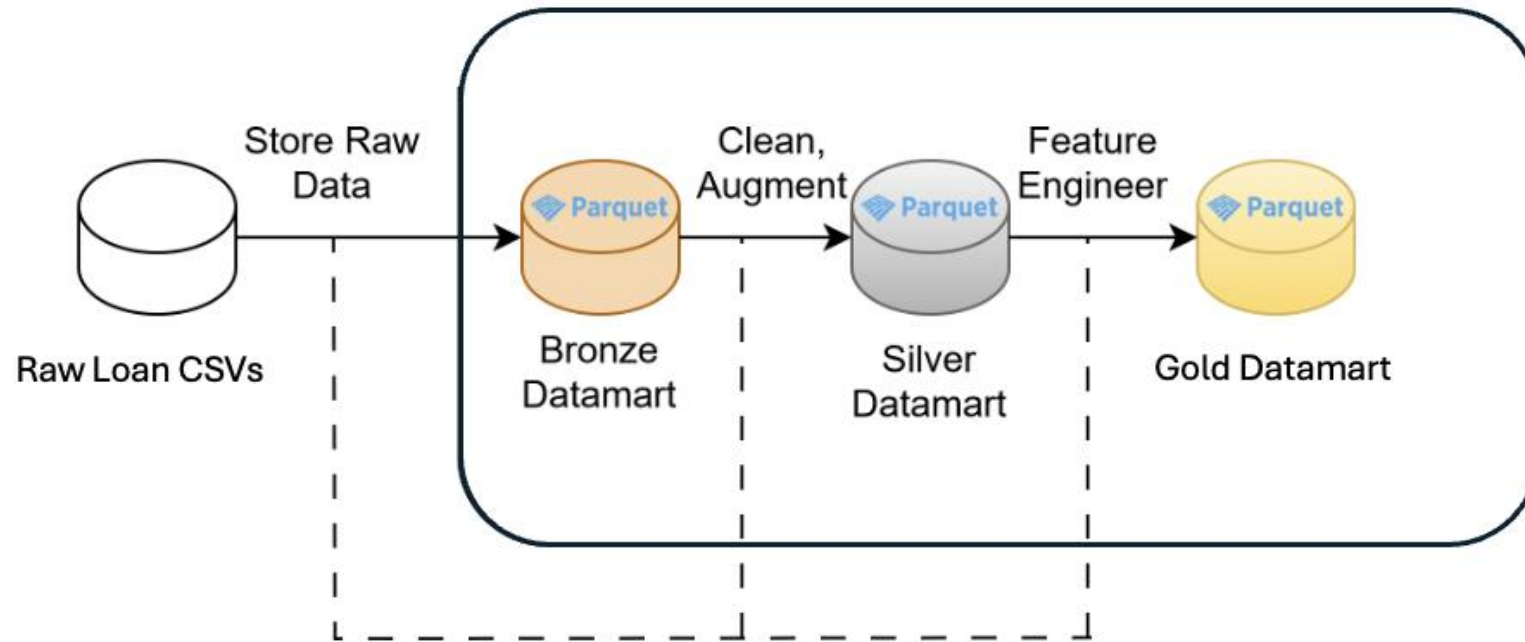 Store Raw
Data
Clean,
Augment
Feature
Engineer
Parquet
Parquet
Parquet
Raw Loan CSVs
Bronze
Datamart
Silver
Datamart
Gold Datamart